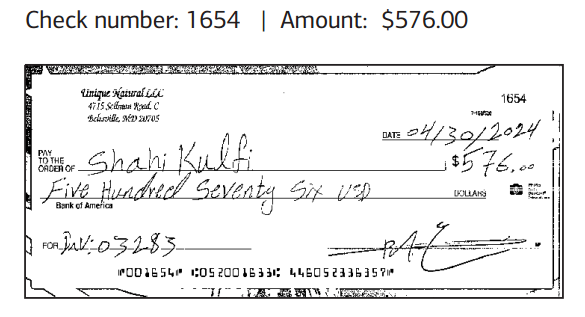 Check number: 1654 | Amount: $576.00
Unique Natural LLC
1654
4715 Sellman Road, C
Beltsville, MD 20705
DATE 04/30/2024
PAY TO THE ORDER OF Shahi Kulfi $576.00
Five Hundred Seventy Six USD DOLLARS
Bank of America
FOR INV: 03283
⑈001654⑈ ⑆052001633⑆ 446052336357⑈